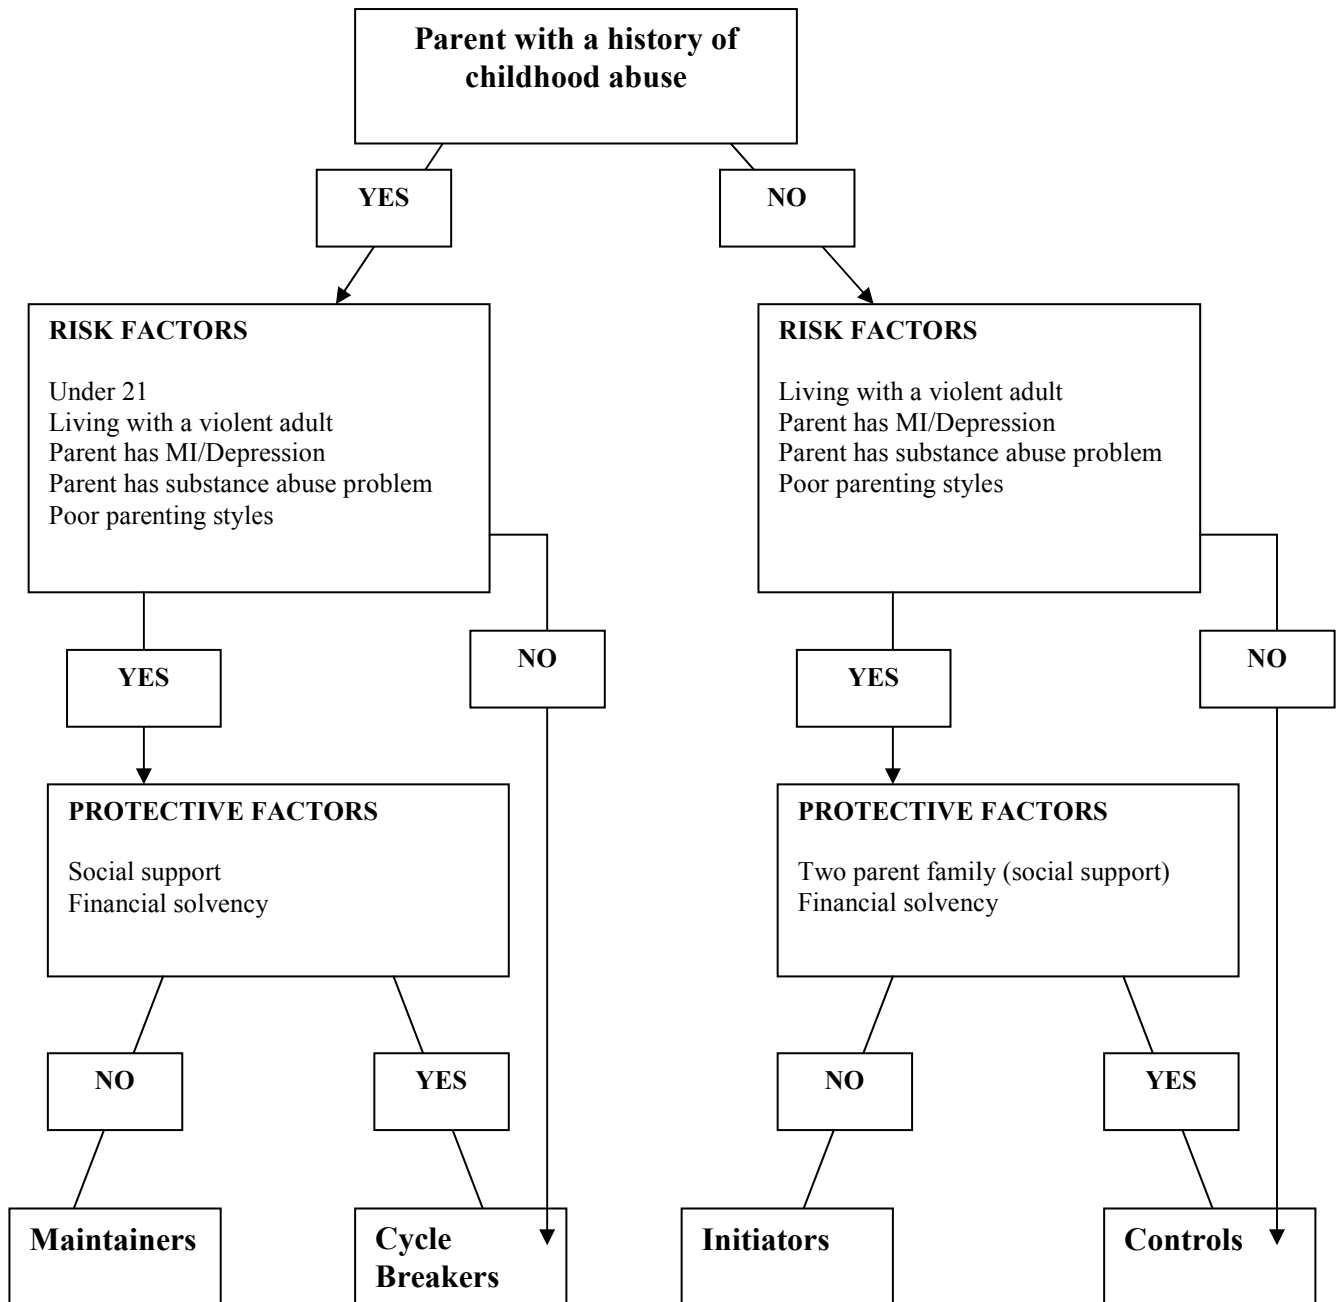 Parent with a history of
childhood abuse
YES
NO
RISK FACTORS
Under 21
Living with a violent adult
Parent has MI/Depression
Parent has substance abuse problem
Poor parenting styles
RISK FACTORS
Living with a violent adult
Parent has MI/Depression
Parent has substance abuse problem
Poor parenting styles
YES
NO
YES
NO
PROTECTIVE FACTORS
Social support
Financial solvency
PROTECTIVE FACTORS
Two parent family (social support)
Financial solvency
NO
YES
NO
YES
Maintainers
Cycle
Breakers
Initiators
Controls